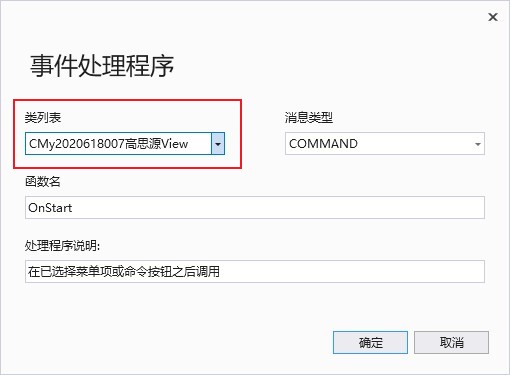 事件处理程序
类列表
消息类型
CMy2020618007高思源View
COMMAND
函数名
OnStart
处理程序说明:
在已选择菜单项或命令按钮之后调用
确定
取消